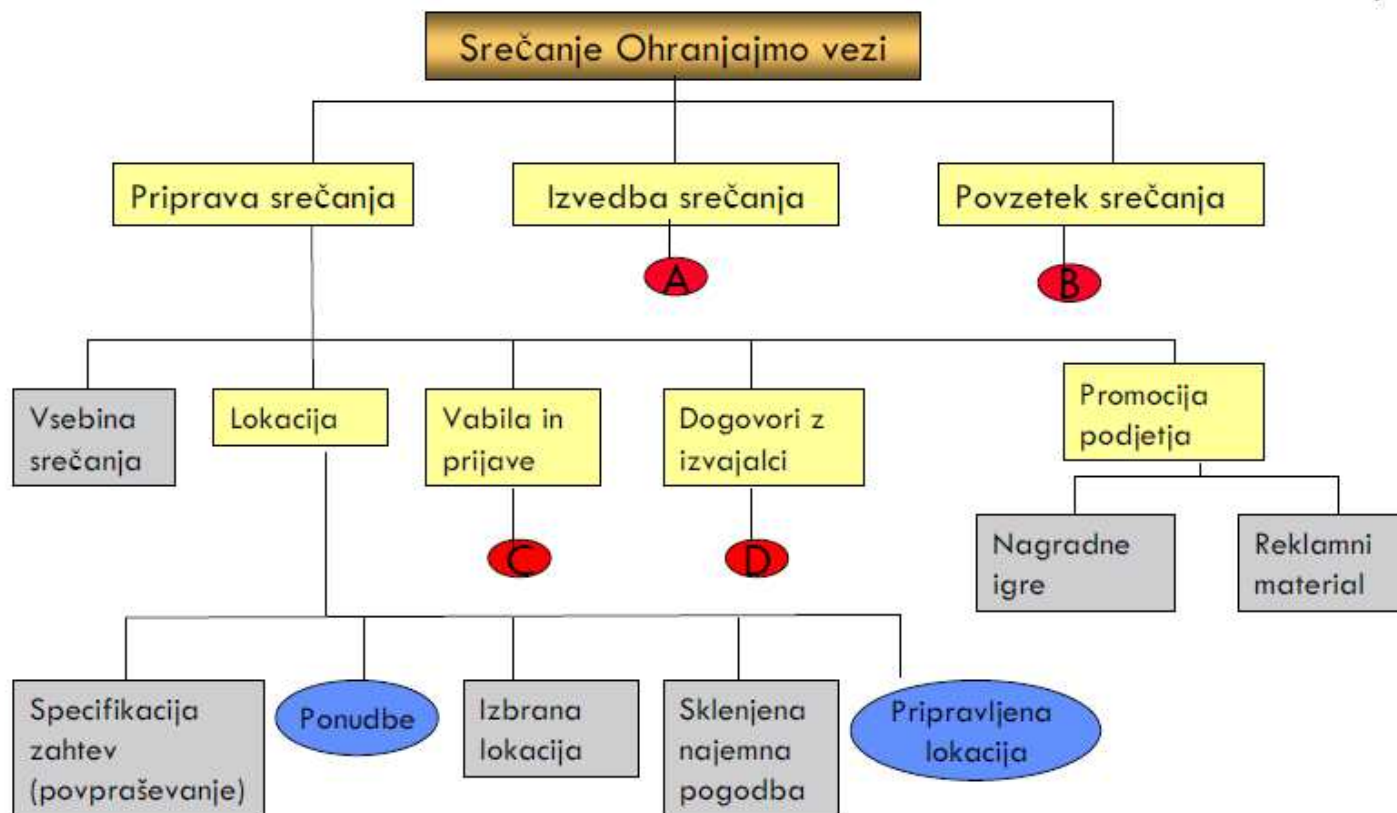 Srečanje Ohranjajmo vezi
Priprava srečanja
Izvedba srečanja
Povzetek srečanja
A
B
Vsebina
srečanja
Lokacija
Vabila in
prijave
Dogovori z
izvajalci
Promocija
podjetja
C
D
Nagradne
igre
Reklamni
material
Specifikacija
zahtev
(povpraševanje)
Ponudbe
Izbrana
lokacija
Sklenjena
najemna
pogodba
Pripravljena
lokacija